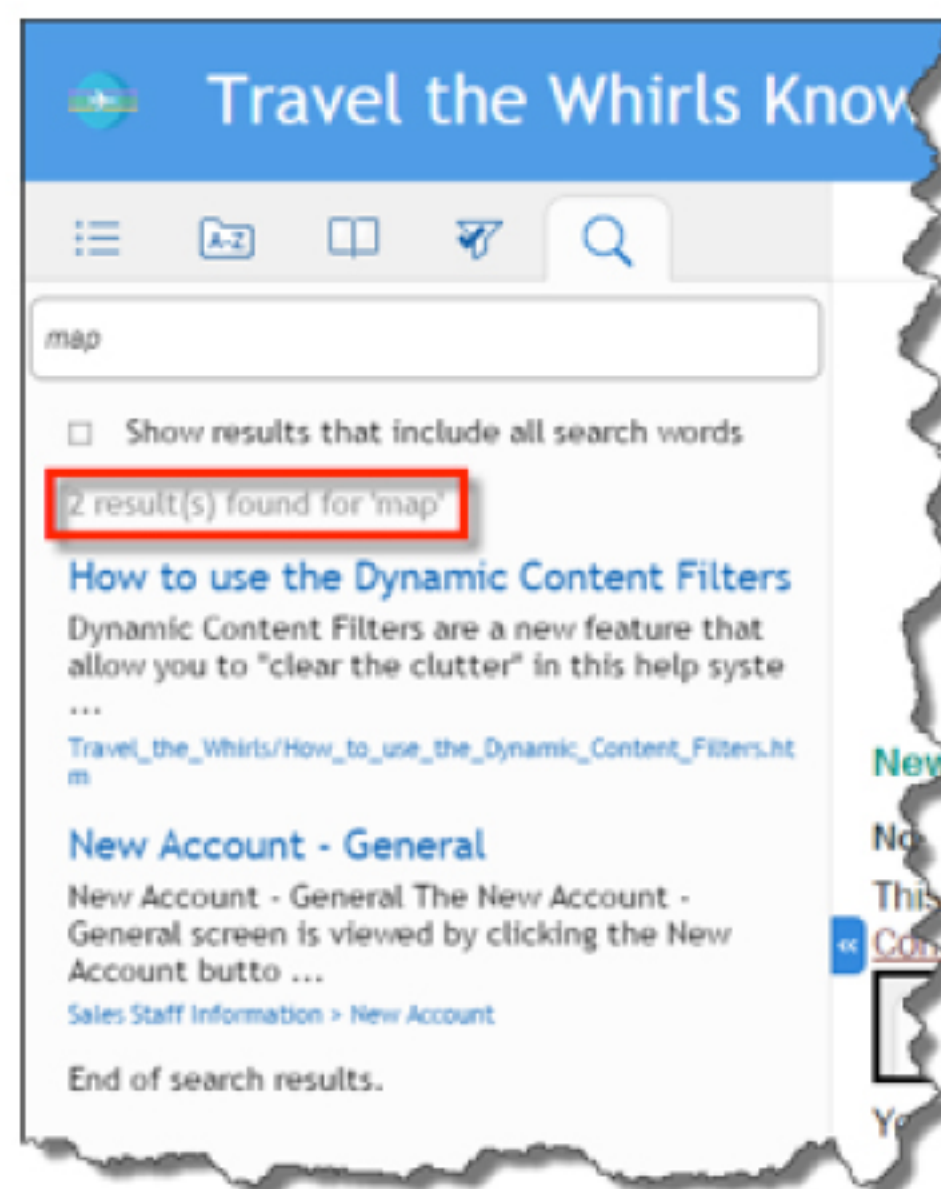 Travel the Whirls Know
A-Z
map
Show results that include all search words
2 result(s) found for 'map'
How to use the Dynamic Content Filters
Dynamic Content Filters are a new feature that
allow you to "clear the clutter" in this help syste
...
Travel_the_Whirls/How_to_use_the_Dynamic_Content_Filters.ht
m
New Account - General
New Account - General The New Account -
General screen is viewed by clicking the New
Account butto ...
Sales Staff Information > New Account
End of search results.
New
No
This
«
Con